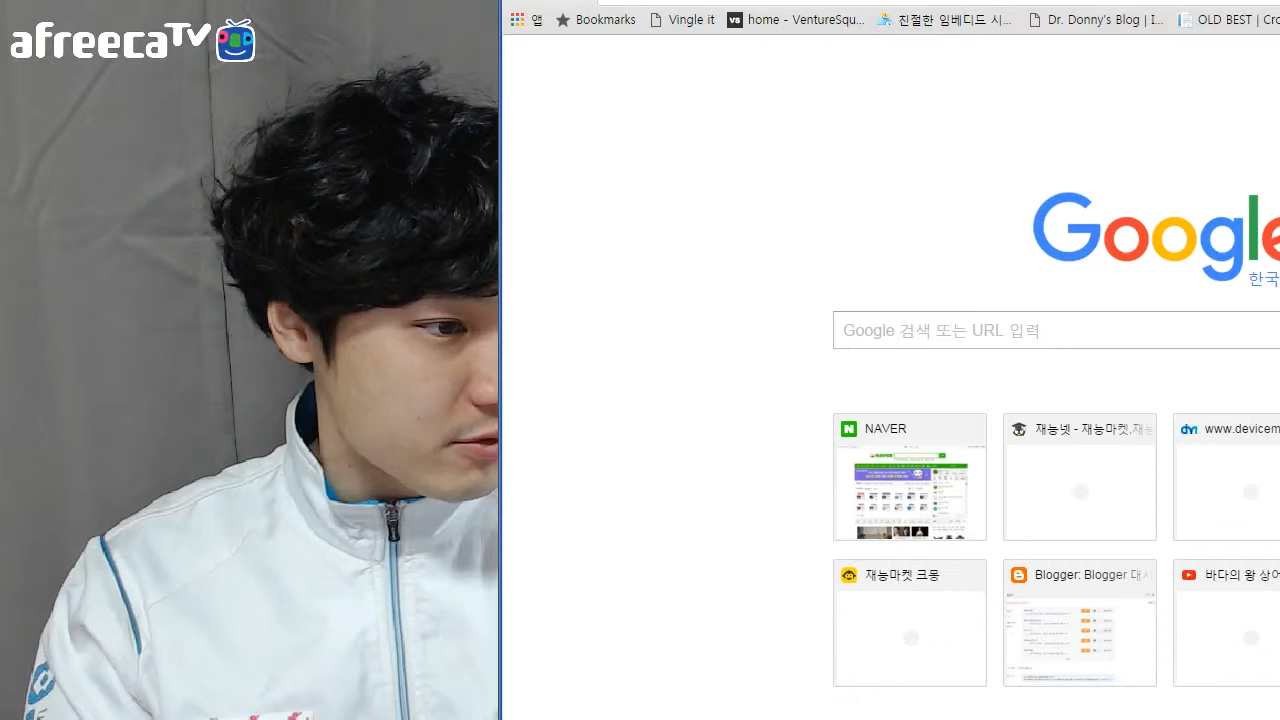 afreecaTV
앱 Bookmarks Vingle it vs home - VentureSqu... 친절한 임베디드 시... Dr. Donny's Blog | I...
Google
한국
Google 검색 또는 URL 입력
NAVER 재능넷 - 재능마켓,재능 www.devicem
재능마켓 크몽 Blogger: Blogger 대시 바다의 왕 상어